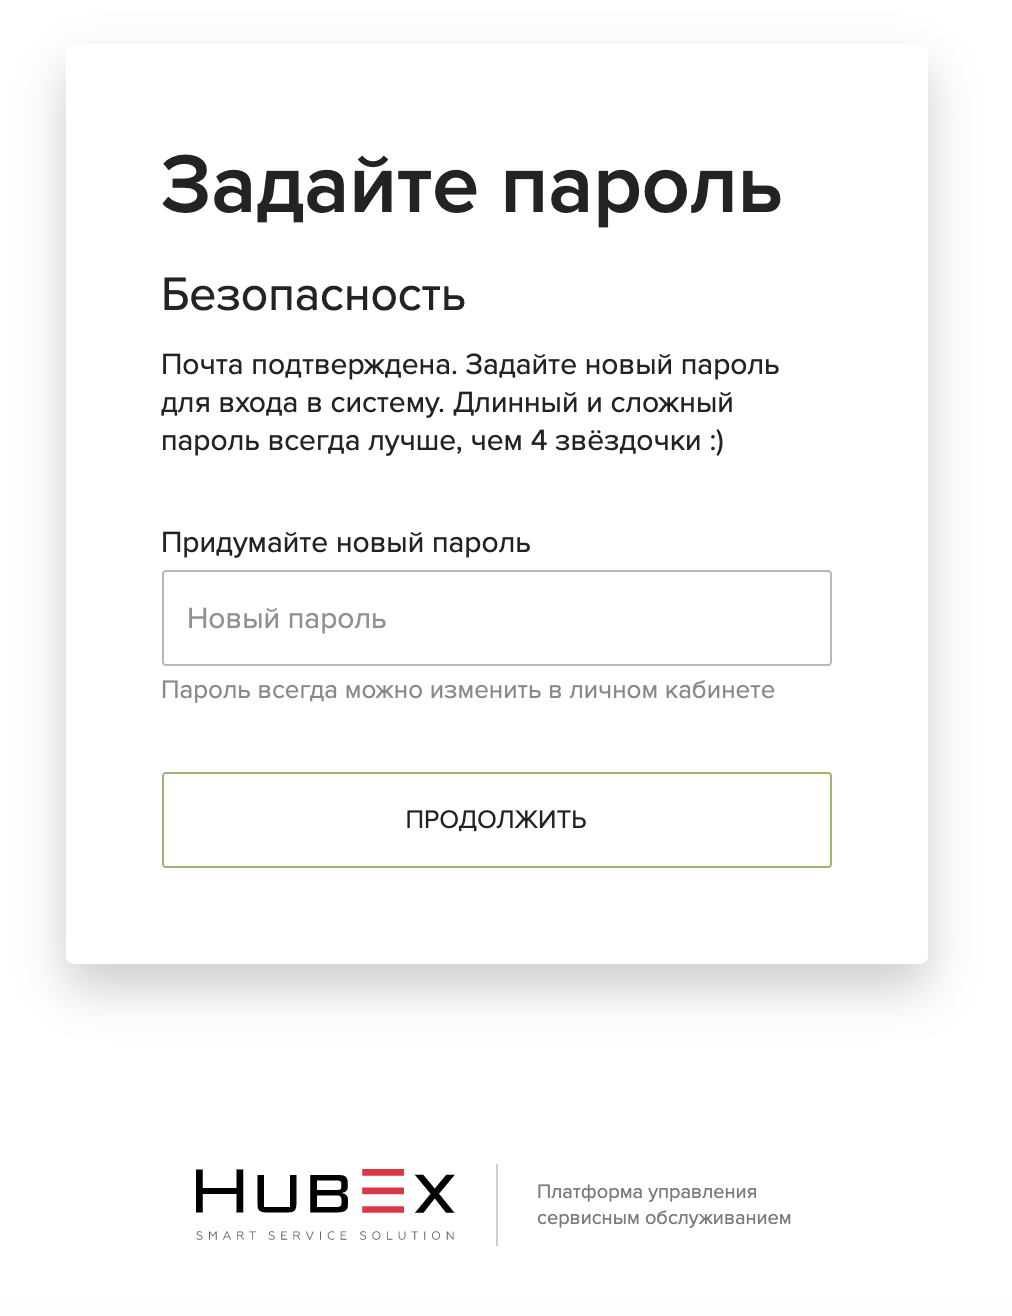 Задайте пароль
Безопасность
Почта подтверждена. Задайте новый пароль
для входа в систему. Длинный и сложный
пароль всегда лучше, чем 4 звёздочки :)
Придумайте новый пароль
Новый пароль
Пароль всегда можно изменить в личном кабинете
ПРОДОЛЖИТЬ
HUBEX
SMART SERVICE SOLUTION
Платформа управления
сервисным обслуживанием